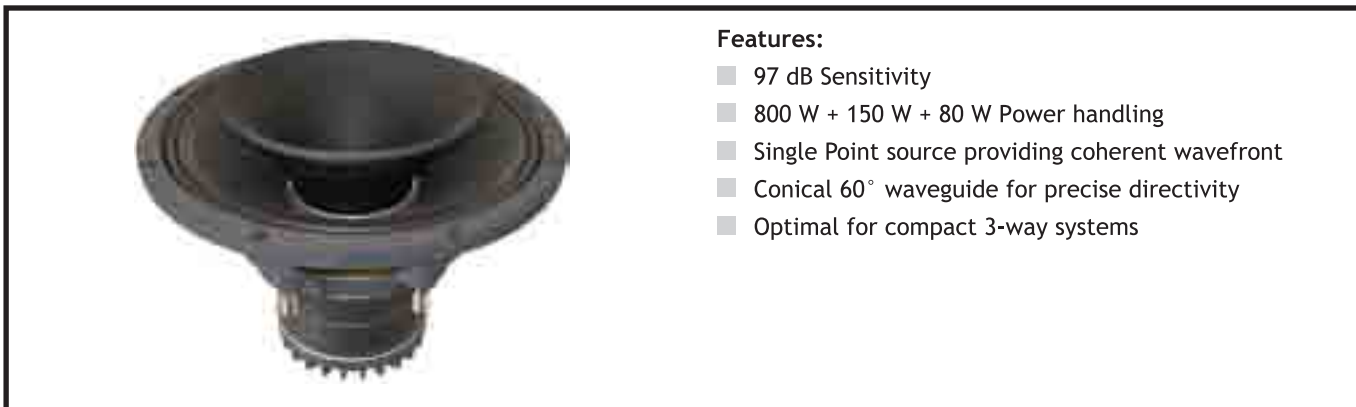 Features:
97 dB Sensitivity
800 W + 150 W + 80 W Power handling
Single Point source providing coherent wavefront
Conical 60° waveguide for precise directivity
Optimal for compact 3-way systems